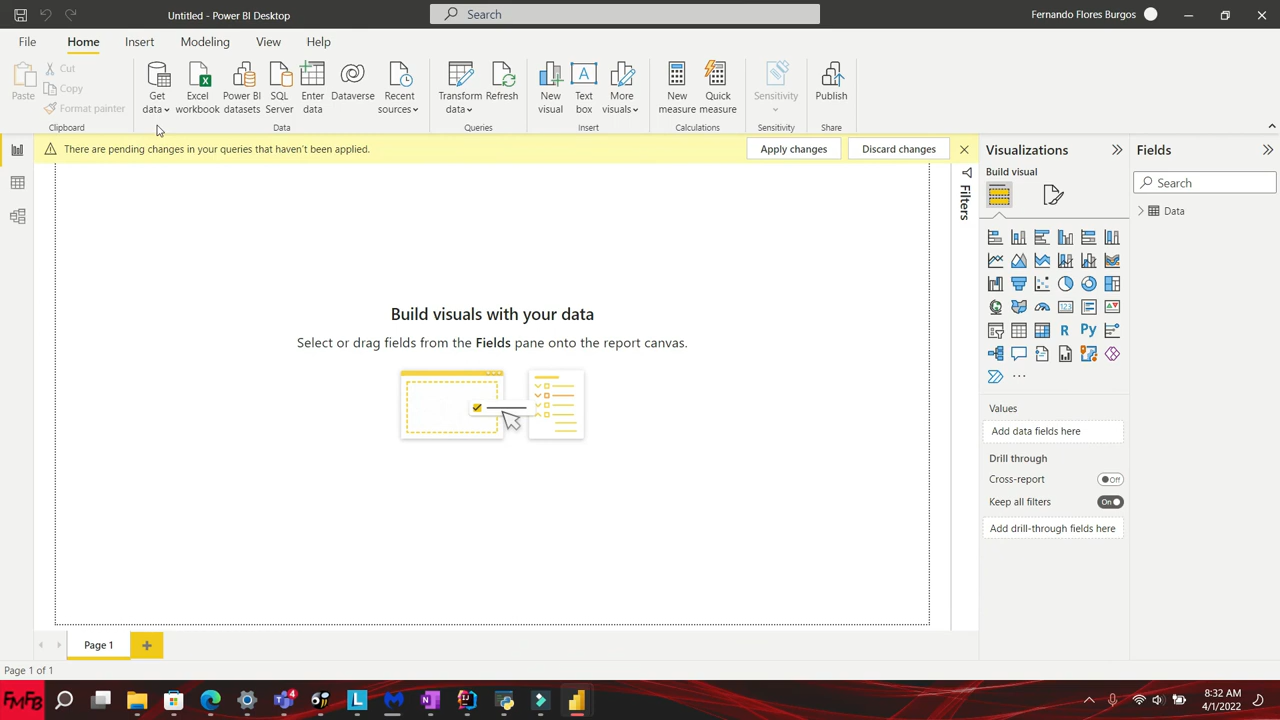 Untitled - Power BI Desktop
Search
Fernando Flores Burgos
File Home Insert Modeling View Help
Paste
Cut
Copy
Format painter
Clipboard
Get data
Excel workbook
Power BI datasets
SQL Server
Enter data
Dataverse
Recent sources
Data
Transform data
Refresh
Queries
New visual
Text box
More visuals
Insert
New measure
Quick measure
Calculations
Sensitivity
Sensitivity
Publish
Share
There are pending changes in your queries that haven't been applied.
Apply changes
Discard changes
Filters
Build visuals with your data
Select or drag fields from the Fields pane onto the report canvas.
Visualizations
Build visual
R
Py
123
Values
Add data fields here
Drill through
Cross-report
Off
Keep all filters
On
Add drill-through fields here
Fields
Search
Data
Page 1
Page 1 of 1
FMFB
4
L
N
8:32 AM
4/1/2022